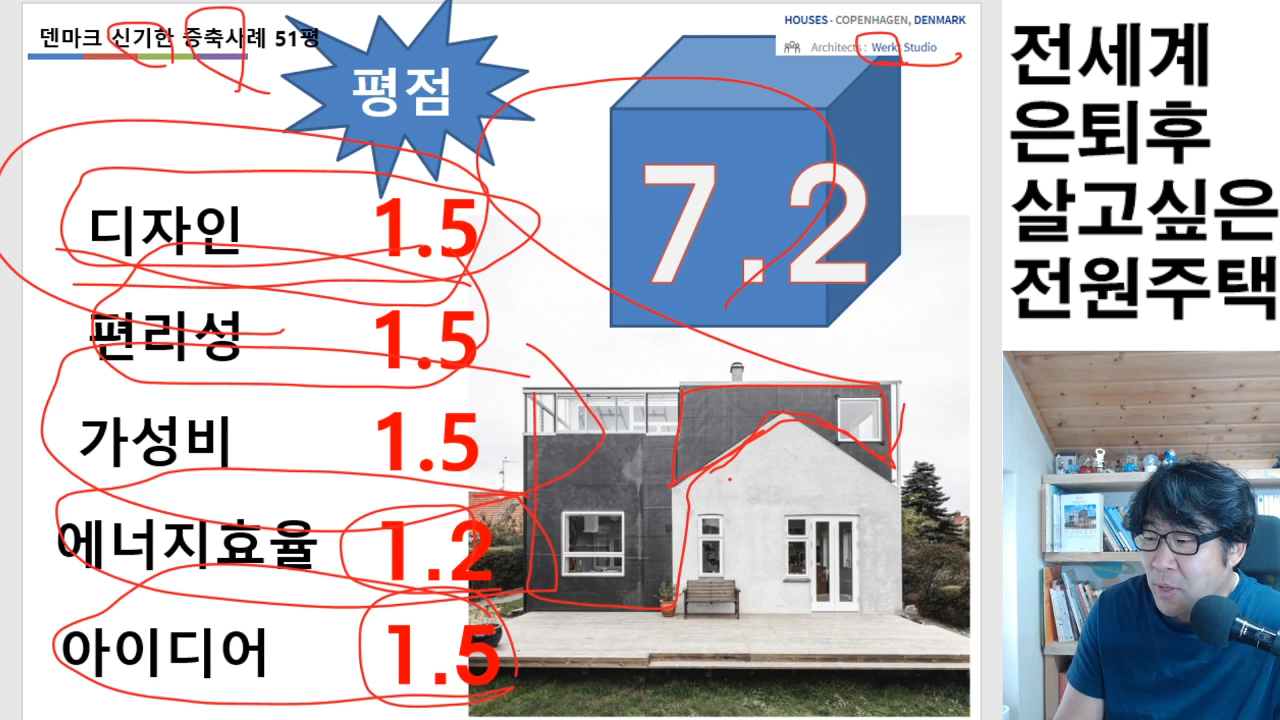 덴마크 신기한 증축사례 51평
평점
HOUSES · COPENHAGEN, DENMARK
Architects : Werk Studio
7.2
디자인 1.5
편리성 1.5
가성비 1.5
에너지효율 1.2
아이디어 1.5
전세계
은퇴후
살고싶은
전원주택